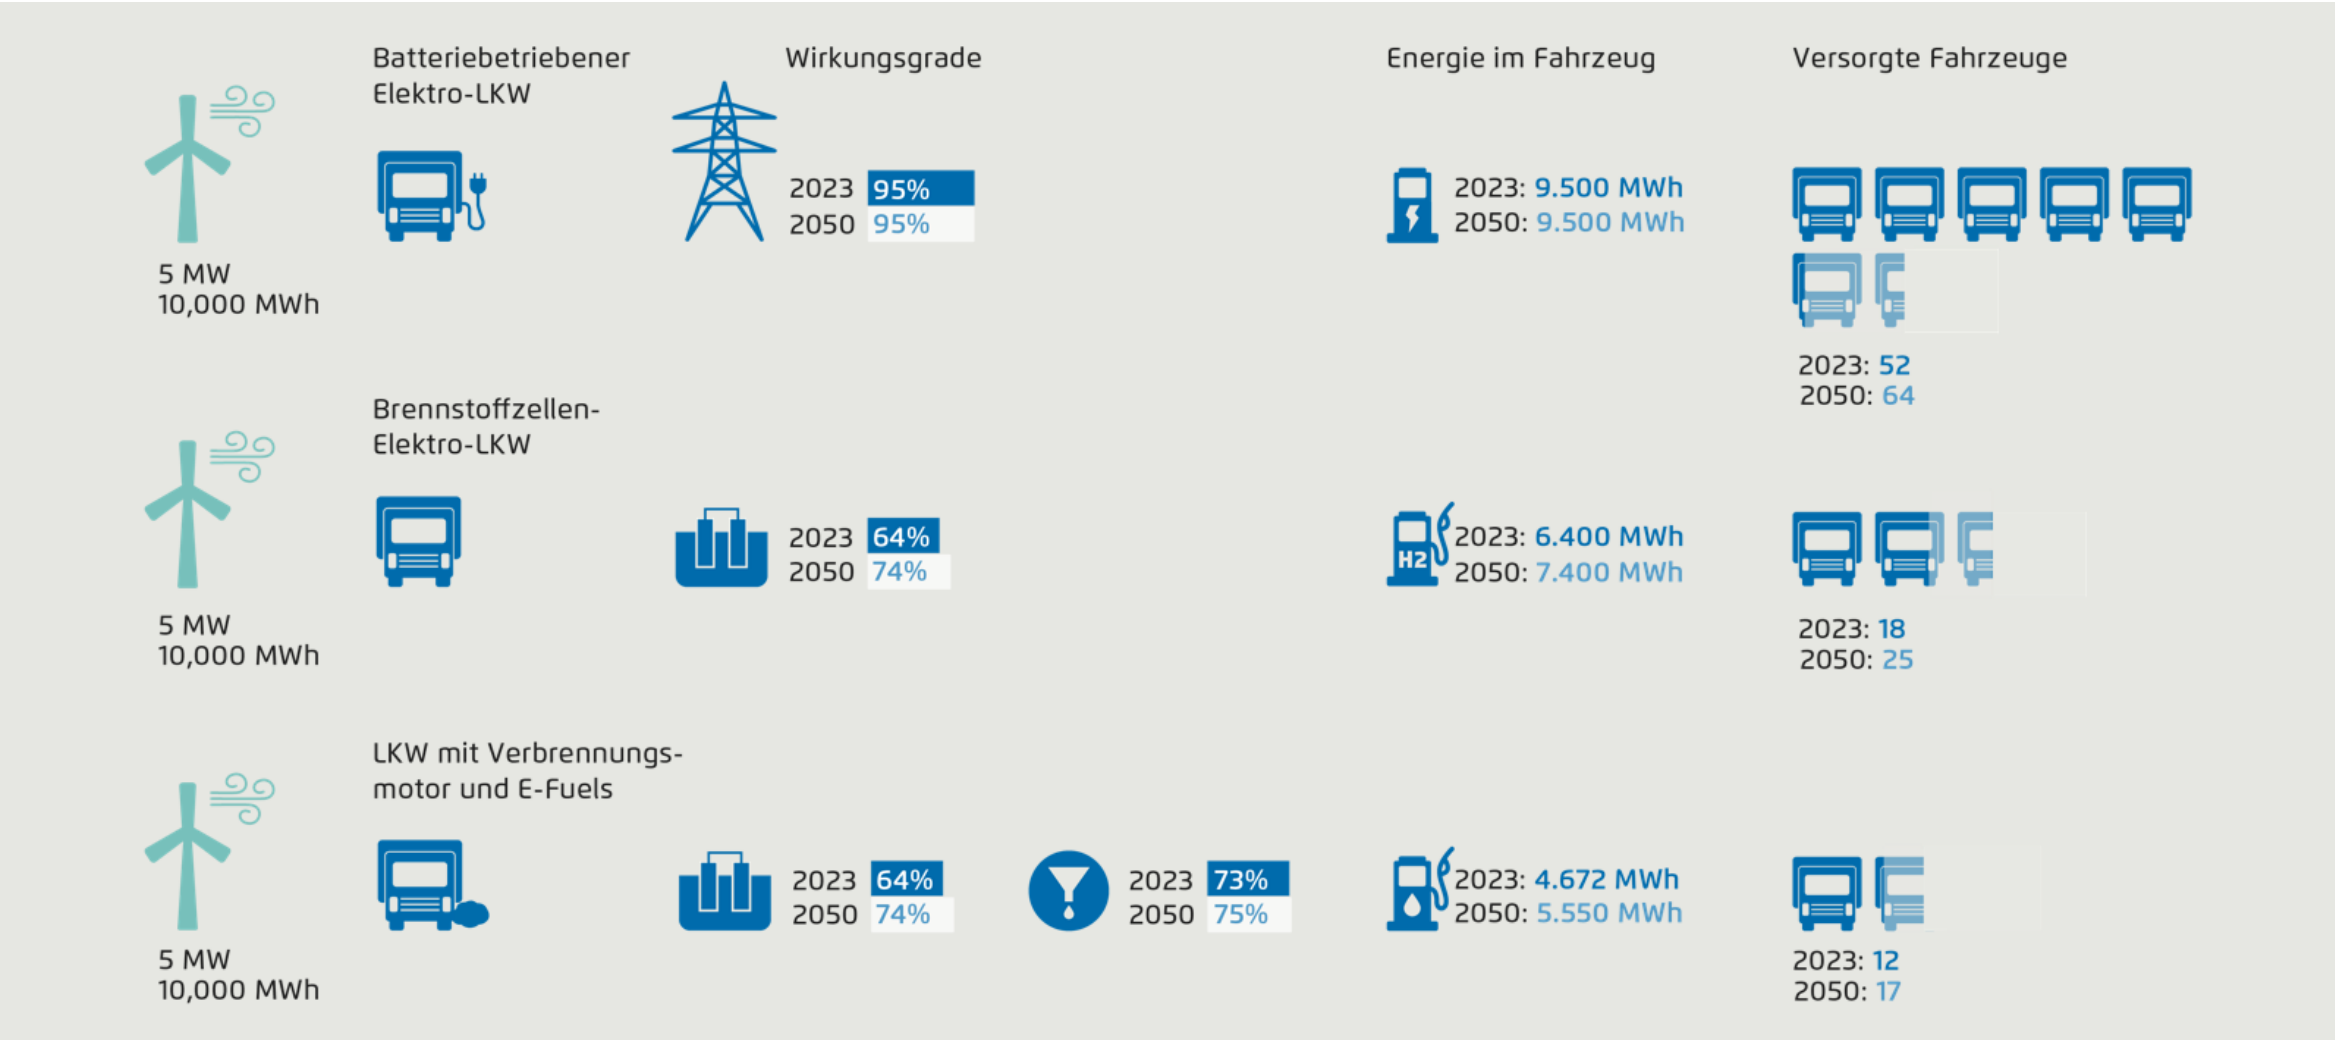 Batteriebetriebener
Elektro-LKW
Wirkungsgrade
Energie im Fahrzeug
Versorgte Fahrzeuge
2023 95%
2050 95%
2023: 9.500 MWh
2050: 9.500 MWh
5 MW
10,000 MWh
2023: 52
2050: 64
Brennstoffzellen-
Elektro-LKW
2023 64%
2050 74%
H2
2023: 6.400 MWh
2050: 7.400 MWh
5 MW
10,000 MWh
2023: 18
2050: 25
LKW mit Verbrennungs-
motor und E-Fuels
2023 64%
2050 74%
2023 73%
2050 75%
2023: 4.672 MWh
2050: 5.550 MWh
5 MW
10,000 MWh
2023: 12
2050: 17